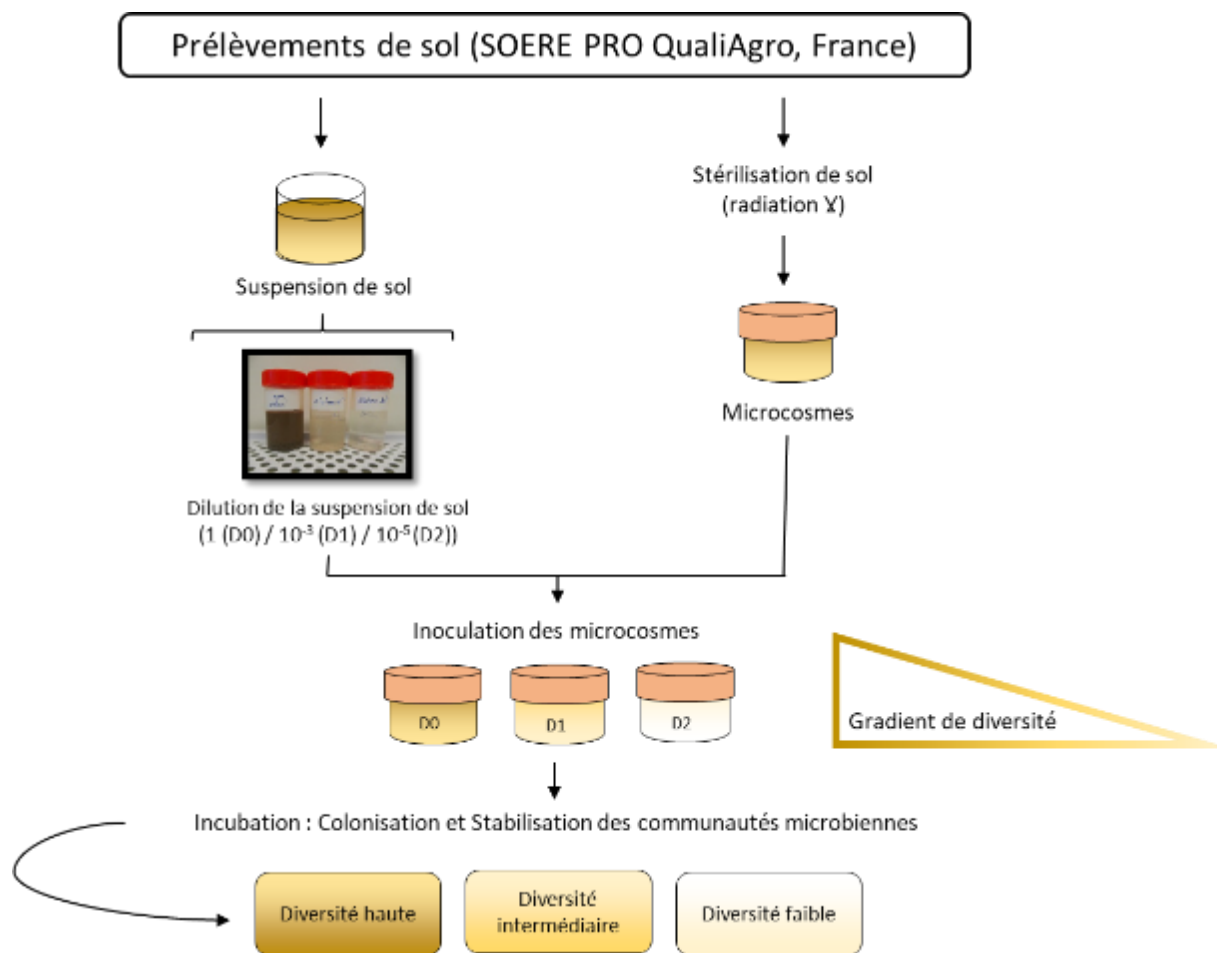 Prélèvements de sol (SOERE PRO QualiAgro, France)
Stérilisation de sol
(radiation Ɣ)
Suspension de sol
Microcosmes
Dilution de la suspension de sol
(1 (D0) / 10⁻³ (D1) / 10⁻⁵ (D2))
Inoculation des microcosmes
D0
D1
D2
Gradient de diversité
Incubation : Colonisation et Stabilisation des communautés microbiennes
Diversité haute
Diversité
intermédiaire
Diversité faible